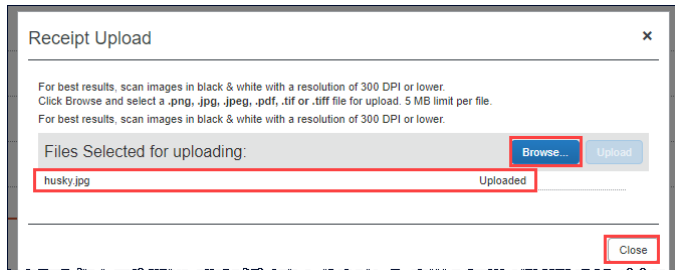 Receipt Upload ×
For best results, scan images in black & white with a resolution of 300 DPI or lower.
Click Browse and select a .png, .jpg, .jpeg, .pdf, .tif or .tiff file for upload. 5 MB limit per file.
For best results, scan images in black & white with a resolution of 300 DPI or lower.
Files Selected for uploading: Browse... Upload
husky.jpg Uploaded
Close